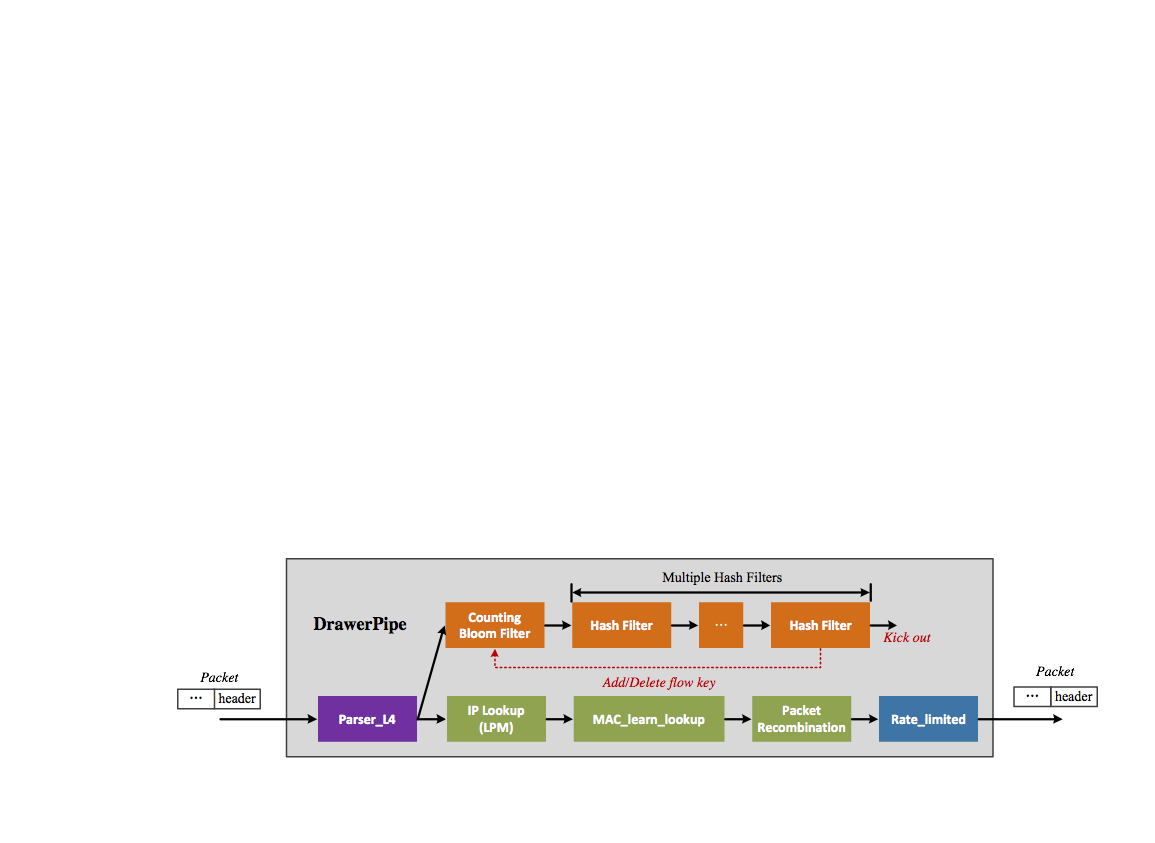 Multiple Hash Filters
DrawerPipe
Counting
Bloom Filter
Hash Filter
...
Hash Filter
Kick out
Add/Delete flow key
Packet
... header
Parser_L4
IP Lookup
(LPM)
MAC_learn_lookup
Packet
Recombination
Rate_limited
Packet
... header